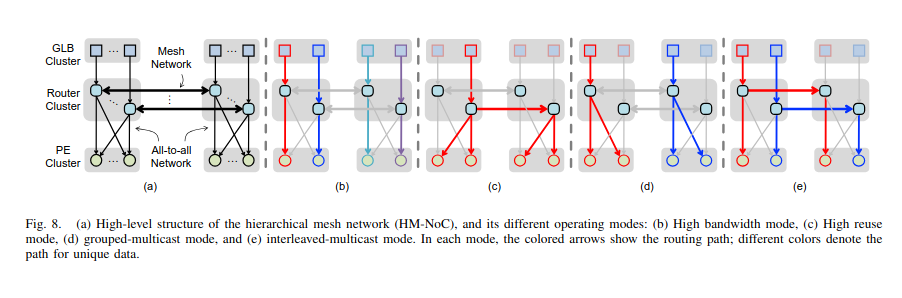 GLB
Cluster
Mesh
Network
Router
Cluster
PE
Cluster
All-to-all
Network
(a)
(b)
(c)
(d)
(e)
Fig. 8. (a) High-level structure of the hierarchical mesh network (HM-NoC), and its different operating modes: (b) High bandwidth mode, (c) High reuse
mode, (d) grouped-multicast mode, and (e) interleaved-multicast mode. In each mode, the colored arrows show the routing path; different colors denote the
path for unique data.